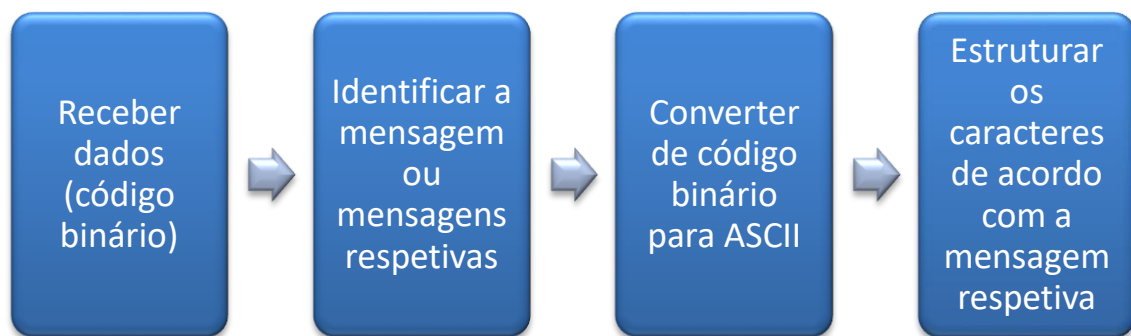 Receber
dados
(código
binário)
Identificar a
mensagem
ou
mensagens
respetivas
Converter
de código
binário
para ASCII
Estruturar
os
caracteres
de acordo
com a
mensagem
respetiva